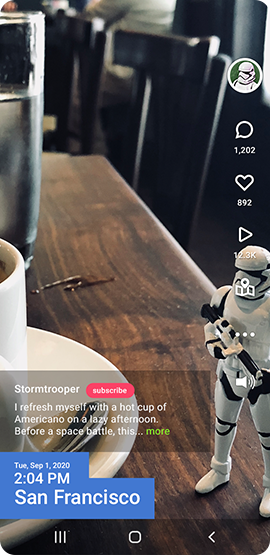 1,202
892
12.3K
Stormtrooper
subscribe
I refresh myself with a hot cup of
Americano on a lazy afternoon.
Before a space battle, this... more
Tue, Sep 1, 2020
2:04 PM
San Francisco